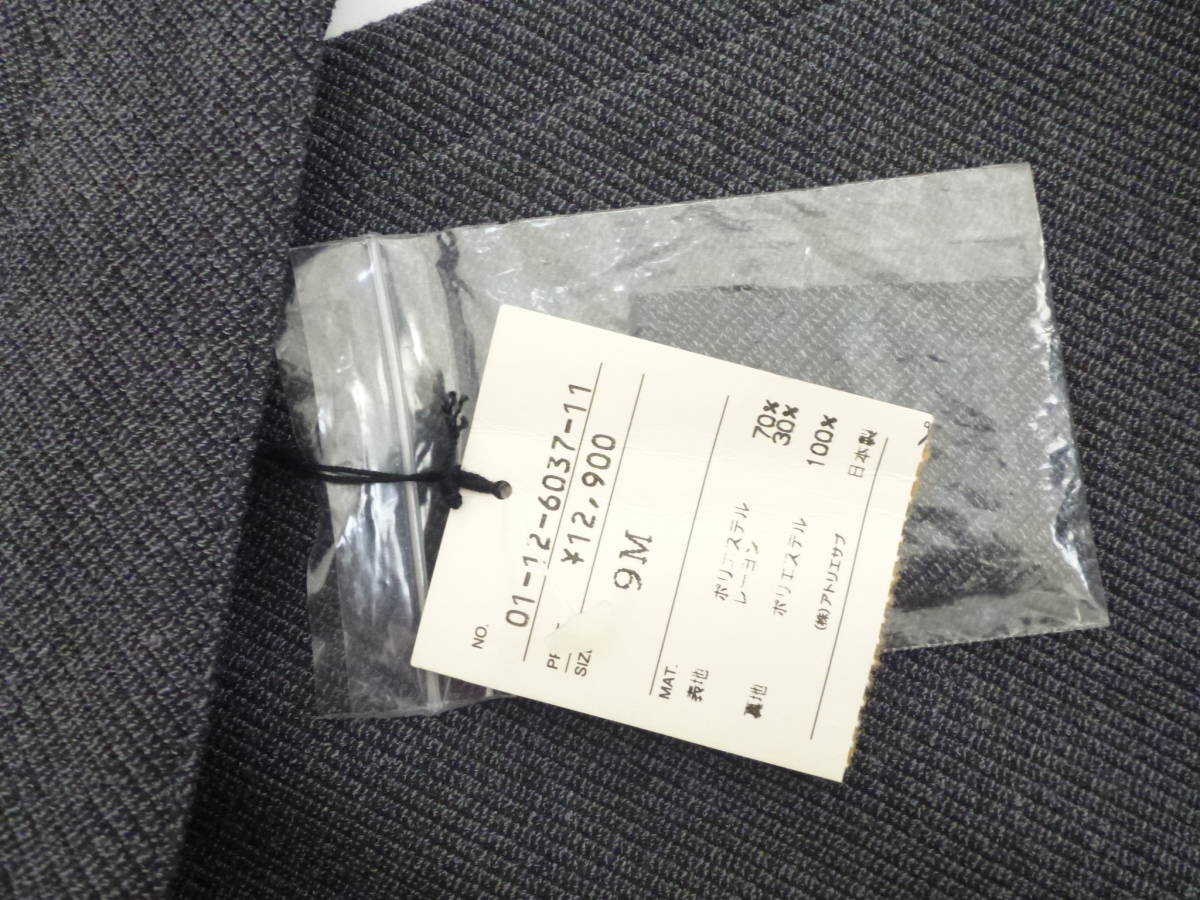 NO.
01-12-6037-11
¥12,900
9M
MAT.
表地 ポリエステル 70%
レーヨン 30%
裏地 ポリエステル 100%
(株)アトリエサブ 日本製